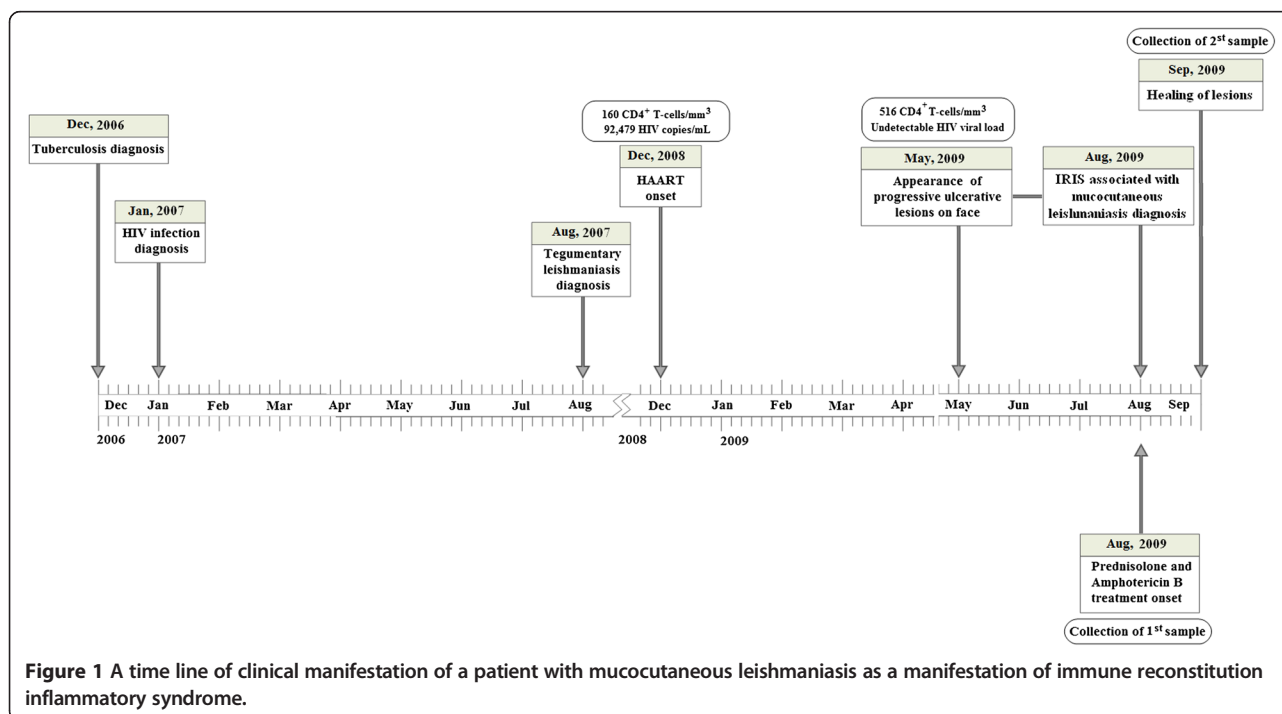 Dec, 2006
Tuberculosis diagnosis
Jan, 2007
HIV infection
diagnosis
Aug, 2007
Tegumentary
leishmaniasis
diagnosis
160 CD4+ T-cells/mm3
92,479 HIV copies/mL
Dec, 2008
HAART
onset
516 CD4+ T-cells/mm3
Undetectable HIV viral load
May, 2009
Appearance of
progressive ulcerative
lesions on face
Aug, 2009
IRIS associated with
mucocutaneous
leishmaniasis diagnosis
Collection of 2st sample
Sep, 2009
Healing of lesions
Dec Jan Feb Mar Apr May Jun Jul Aug Dec Jan Feb Mar Apr May Jun Jul Aug Sep
2006 2007 2008 2009
Aug, 2009
Prednisolone and
Amphotericin B
treatment onset
Collection of 1st sample
Figure 1 A time line of clinical manifestation of a patient with mucocutaneous leishmaniasis as a manifestation of immune reconstitution
inflammatory syndrome.